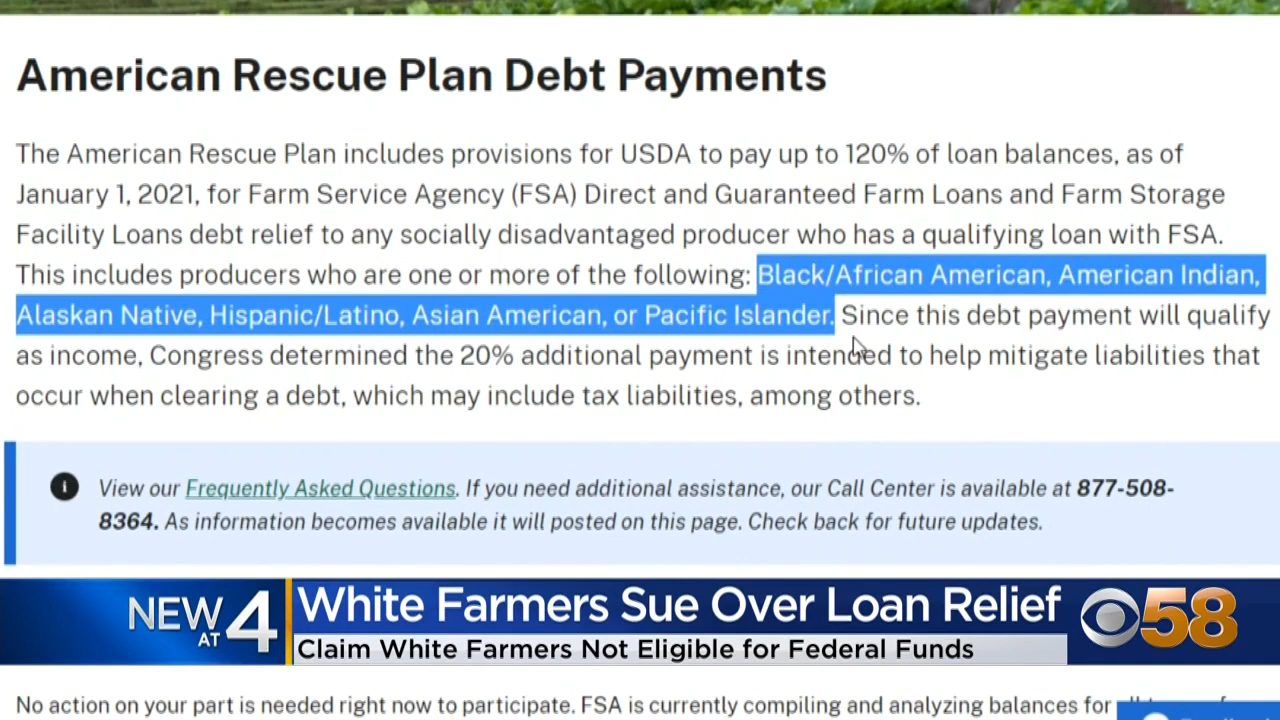 American Rescue Plan Debt Payments
The American Rescue Plan includes provisions for USDA to pay up to 120% of loan balances, as of
January 1, 2021, for Farm Service Agency (FSA) Direct and Guaranteed Farm Loans and Farm Storage
Facility Loans debt relief to any socially disadvantaged producer who has a qualifying loan with FSA.
This includes producers who are one or more of the following: Black/African American, American Indian,
Alaskan Native, Hispanic/Latino, Asian American, or Pacific Islander. Since this debt payment will qualify
as income, Congress determined the 20% additional payment is intended to help mitigate liabilities that
occur when clearing a debt, which may include tax liabilities, among others.
View our Frequently Asked Questions. If you need additional assistance, our Call Center is available at 877-508-
8364. As information becomes available it will posted on this page. Check back for future updates.
NEW AT 4
White Farmers Sue Over Loan Relief
Claim White Farmers Not Eligible for Federal Funds
58
No action on your part is needed right now to participate. FSA is currently compiling and analyzing balances for